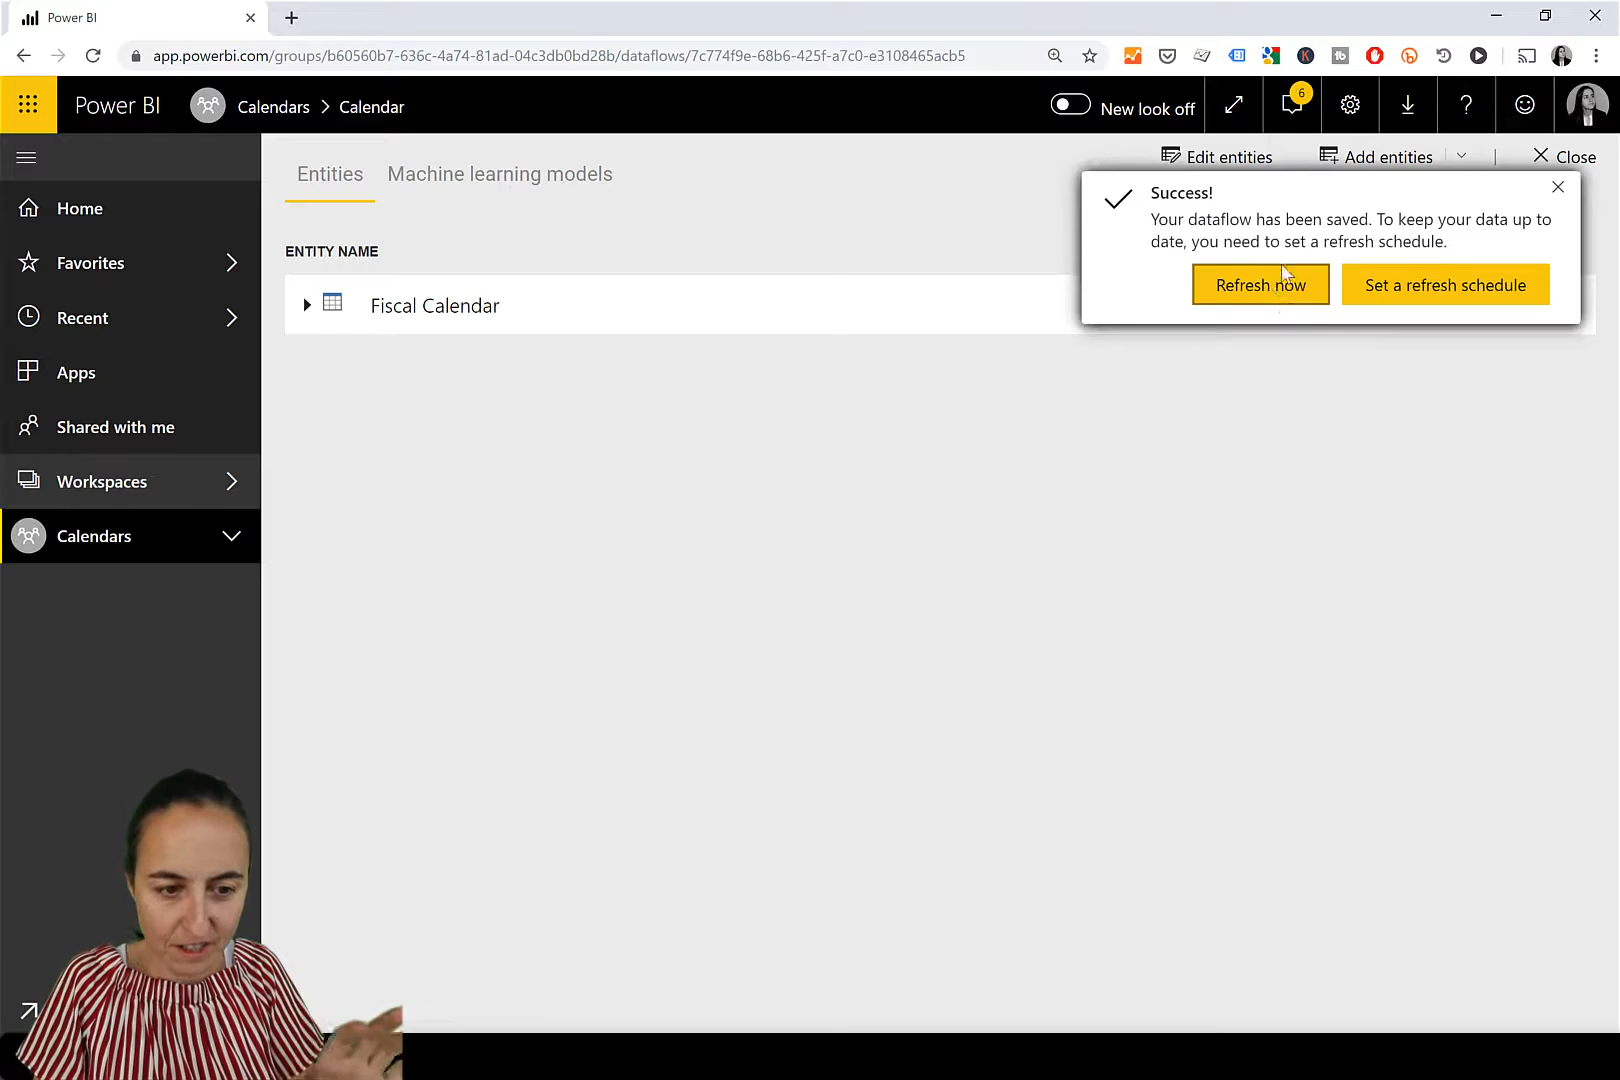 Power BI
app.powerbi.com/groups/b60560b7-636c-4a74-81ad-04c3db0bd28b/dataflows/7c774f9e-68b6-425f-a7c0-e3108465acb5
Power BI
Calendars
Calendar
New look off
6
Entities
Machine learning models
Edit entities
Add entities
Close
Success!
Your dataflow has been saved. To keep your data up to
date, you need to set a refresh schedule.
Refresh now
Set a refresh schedule
ENTITY NAME
Fiscal Calendar
Home
Favorites
Recent
Apps
Shared with me
Workspaces
Calendars